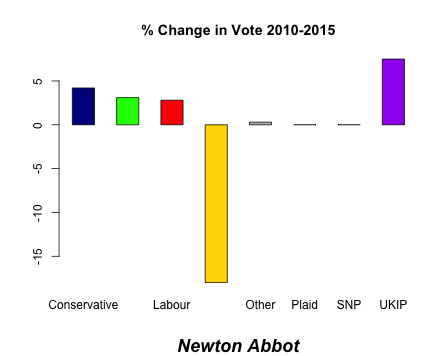 % Change in Vote 2010-2015
5
0
-5
-10
-15
Conservative Labour Other Plaid SNP UKIP
Newton Abbot